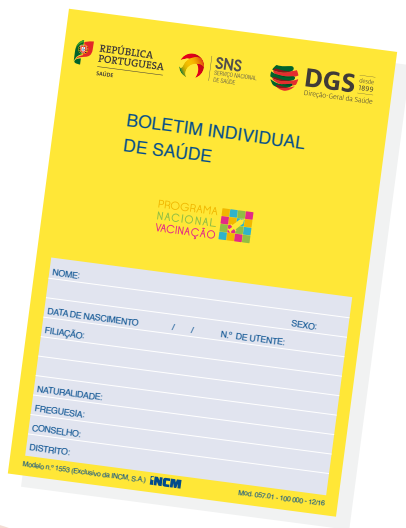 REPÚBLICA
PORTUGUESA
SAÚDE
SNS
SERVIÇO NACIONAL
DE SAÚDE
DGS
desde
1899
Direção-Geral da Saúde
BOLETIM INDIVIDUAL
DE SAÚDE
PROGRAMA
NACIONAL
VACINAÇÃO
NOME:
SEXO:
DATA DE NASCIMENTO / / N.º DE UTENTE:
FILIAÇÃO:
NATURALIDADE:
FREGUESIA:
CONSELHO:
DISTRITO:
Modelo n.º 1553 (Exclusivo da INCM, S.A.) INCM
Mod. 057.01 - 100 000 - 12/16